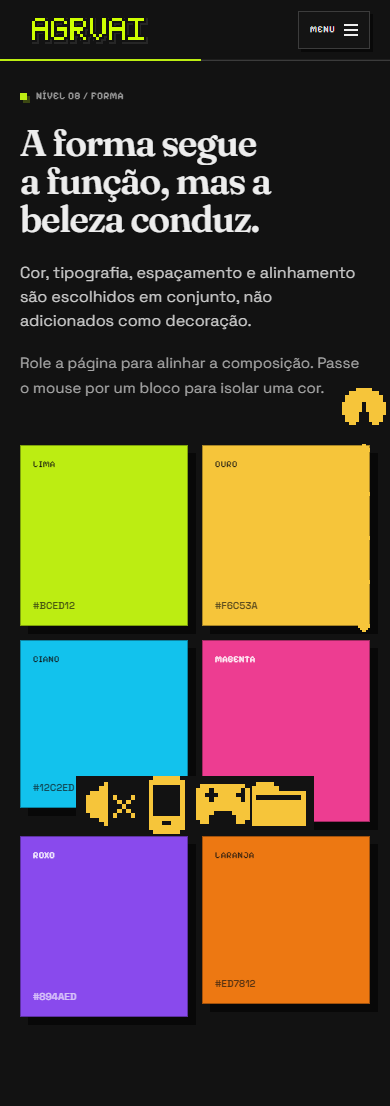 AGRVAI
MENU
NÍVEL 08 / FORMA
A forma segue
a função, mas a
beleza conduz.
Cor, tipografia, espaçamento e alinhamento
são escolhidos em conjunto, não
adicionados como decoração.
Role a página para alinhar a composição. Passe
o mouse por um bloco para isolar uma cor.
LIMA
OURO
#BCED12
#F6C53A
CIANO
MAGENTA
#12C2ED
ROXO
LARANJA
#894AED
#ED7812